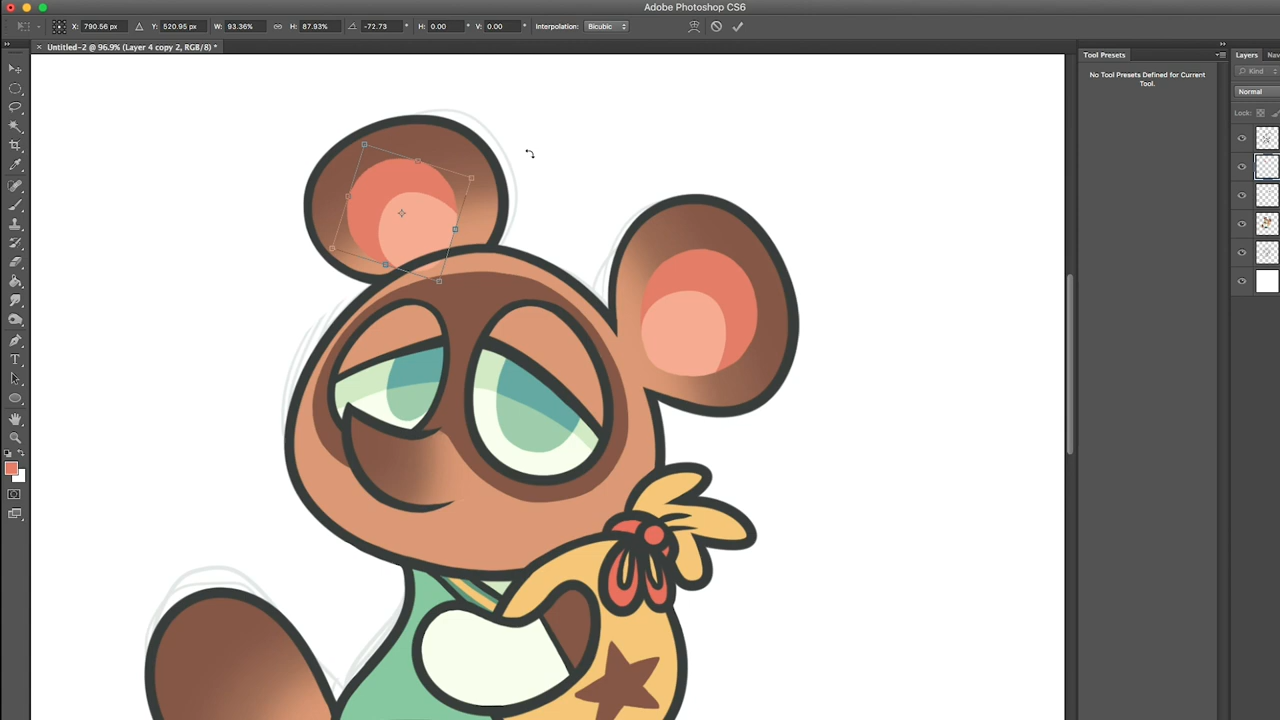 Adobe Photoshop CS6
X: 790.56 px Y: 520.95 px W: 93.36% H: 87.93% -72.73 ° H: 0.00 ° V: 0.00 ° Interpolation: Bicubic
× Untitled-2 @ 96.9% (Layer 4 copy 2, RGB/8) *
Tool Presets
Layers Nav
No Tool Presets Defined for Current
Tool.
Kind
Normal
Lock:
T